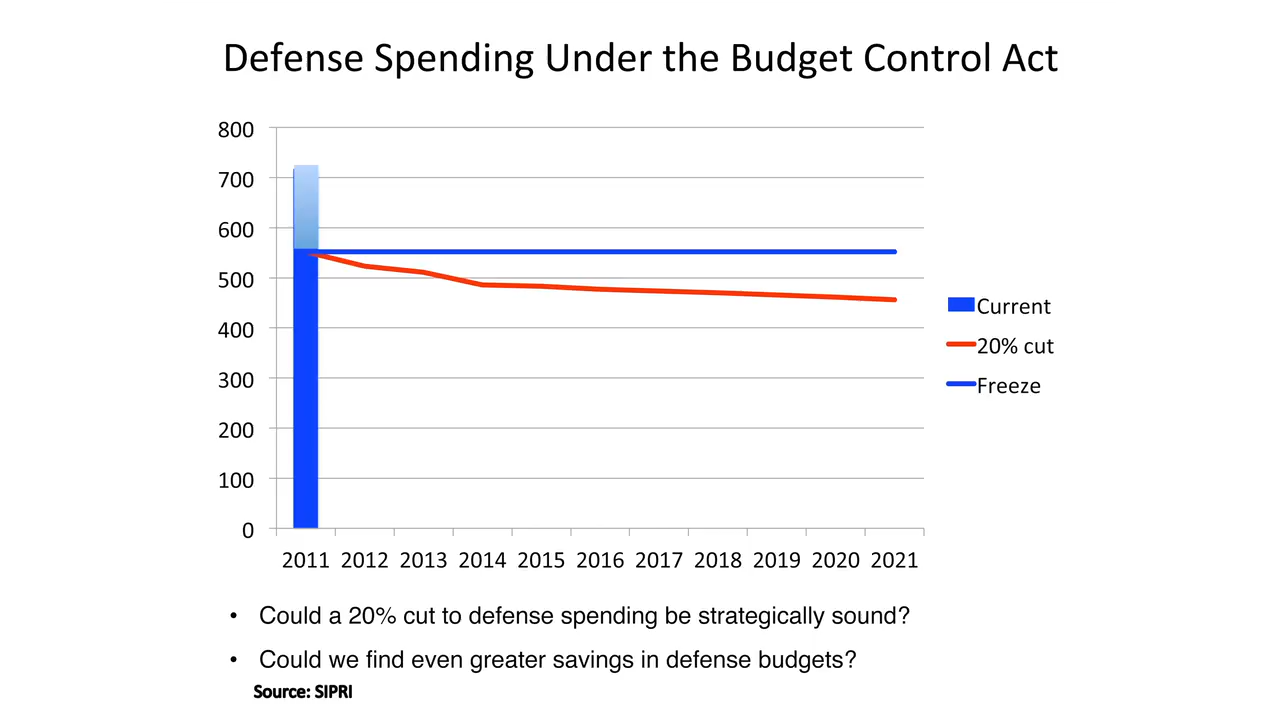 Defense Spending Under the Budget Control Act
800
700
600
500
400
300
200
100
0
2011 2012 2013 2014 2015 2016 2017 2018 2019 2020 2021
Current
20% cut
Freeze
• Could a 20% cut to defense spending be strategically sound?
• Could we find even greater savings in defense budgets?
Source: SIPRI